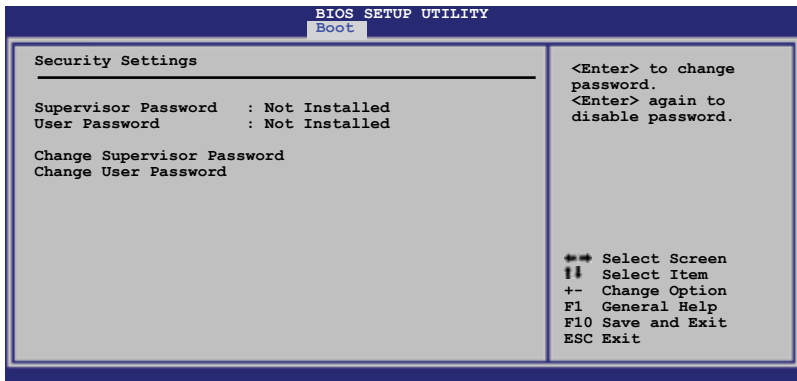 BIOS SETUP UTILITY
Boot
Security Settings
Supervisor Password : Not Installed
User Password : Not Installed
Change Supervisor Password
Change User Password
<Enter> to change
password.
<Enter> again to
disable password.
←→ Select Screen
↑↓ Select Item
+- Change Option
F1 General Help
F10 Save and Exit
ESC Exit